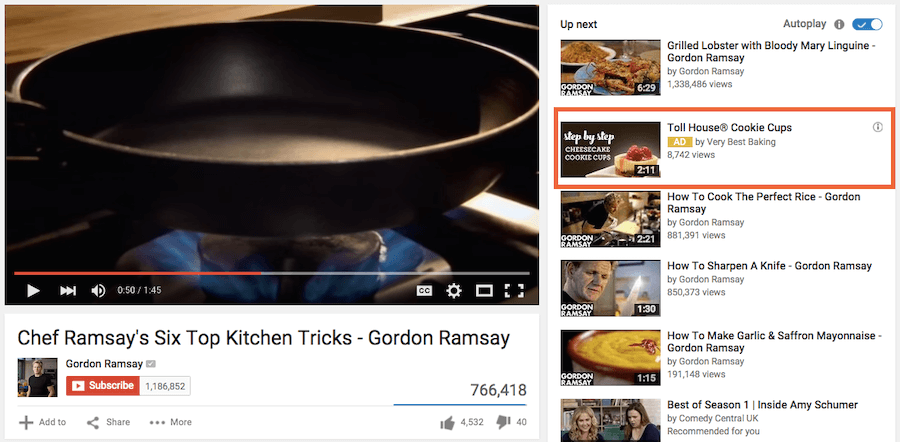 0:50 / 1:45
CC
Chef Ramsay's Six Top Kitchen Tricks - Gordon Ramsay
Gordon Ramsay
Subscribe 1,186,852
766,418
Add to Share More
4,532 40
Up next
Autoplay
GORDON
RAMSAY
6:29
Grilled Lobster with Bloody Mary Linguine -
Gordon Ramsay
by Gordon Ramsay
1,338,486 views
step by step
CHEESECAKE
COOKIE CUPS
2:11
Toll House® Cookie Cups
AD by Very Best Baking
8,742 views
GORDON
RAMSAY
2:21
How To Cook The Perfect Rice - Gordon
Ramsay
by Gordon Ramsay
881,391 views
GORDON
RAMSAY
1:30
How To Sharpen A Knife - Gordon Ramsay
by Gordon Ramsay
850,373 views
GORDON
RAMSAY
1:15
How To Make Garlic & Saffron Mayonnaise -
Gordon Ramsay
by Gordon Ramsay
191,148 views
Best of Season 1 | Inside Amy Schumer
by Comedy Central UK
Recommended for you